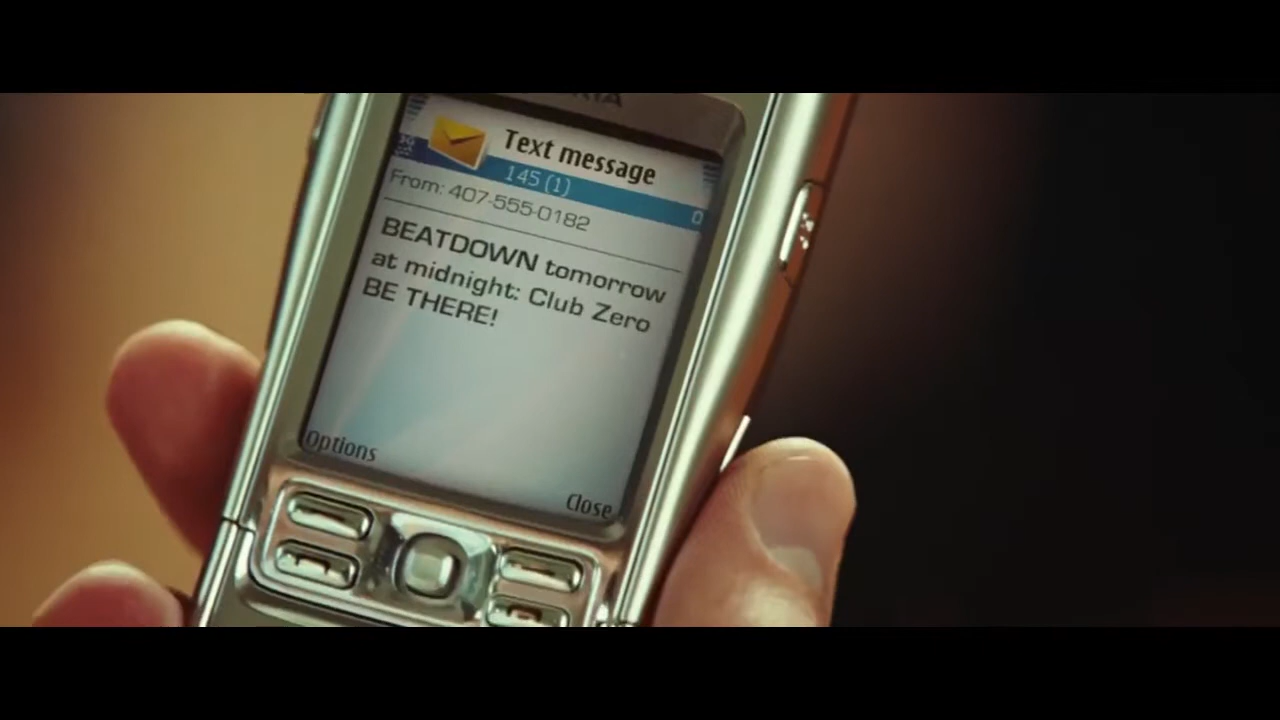 Text message
145 (1) 0
From: 407-555-0182
BEATDOWN tomorrow
at midnight: Club Zero
BE THERE!
Options
Close